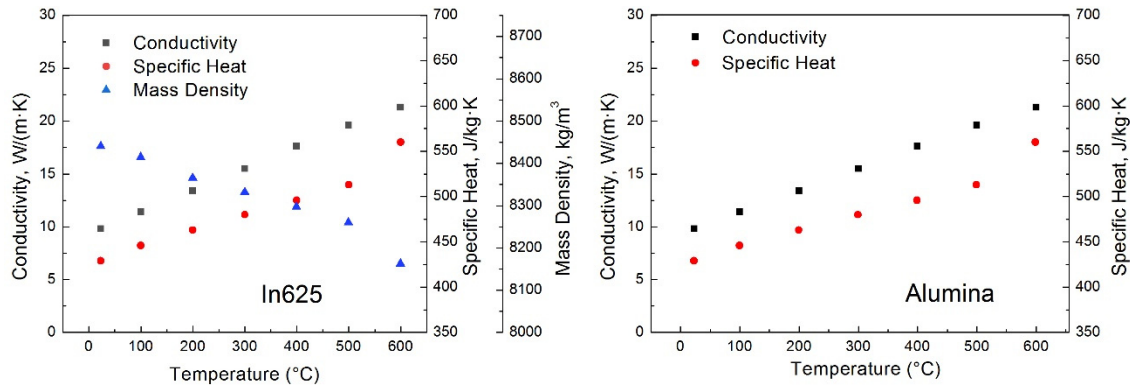 30
25
20
15
10
5
0
Conductivity, W/(m·K)
Conductivity
Specific Heat
Mass Density
In625
0 100 200 300 400 500 600
Temperature (°C)
700
650
600
550
500
450
400
350
Specific Heat, J/kg·K
8700
8600
8500
8400
8300
8200
8100
8000
Mass Density, kg/m³
30
25
20
15
10
5
0
Conductivity, W/(m·K)
Conductivity
Specific Heat
Alumina
0 100 200 300 400 500 600
Temperature (°C)
700
650
600
550
500
450
400
350
Specific Heat, J/kg·K